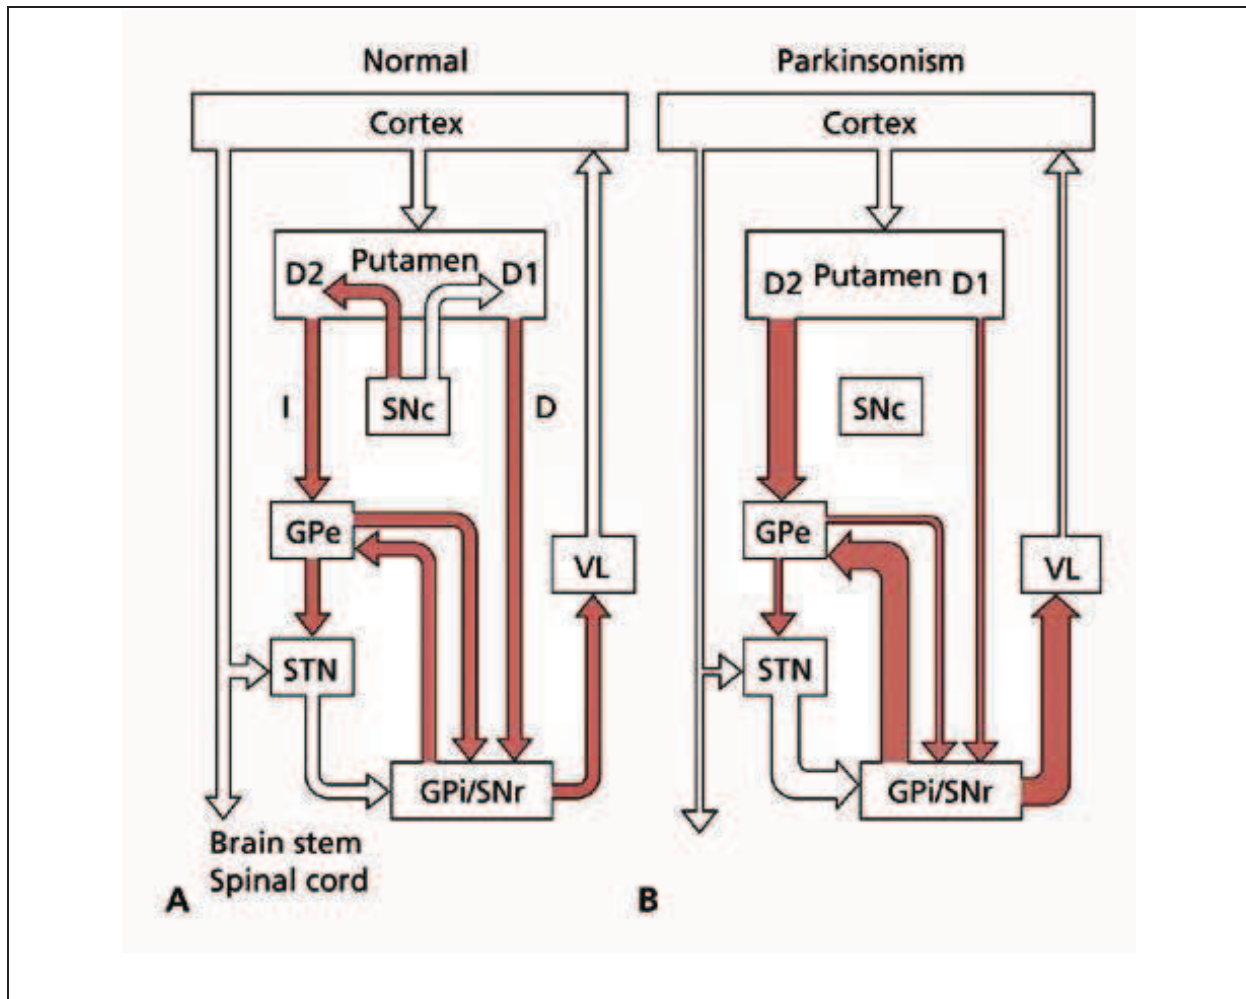 Normal
Cortex
Putamen
D2
D1
I
SNc
D
GPe
VL
STN
GPi/SNr
Brain stem
Spinal cord
A
Parkinsonism
Cortex
D2 Putamen D1
SNc
GPe
VL
STN
GPi/SNr
B